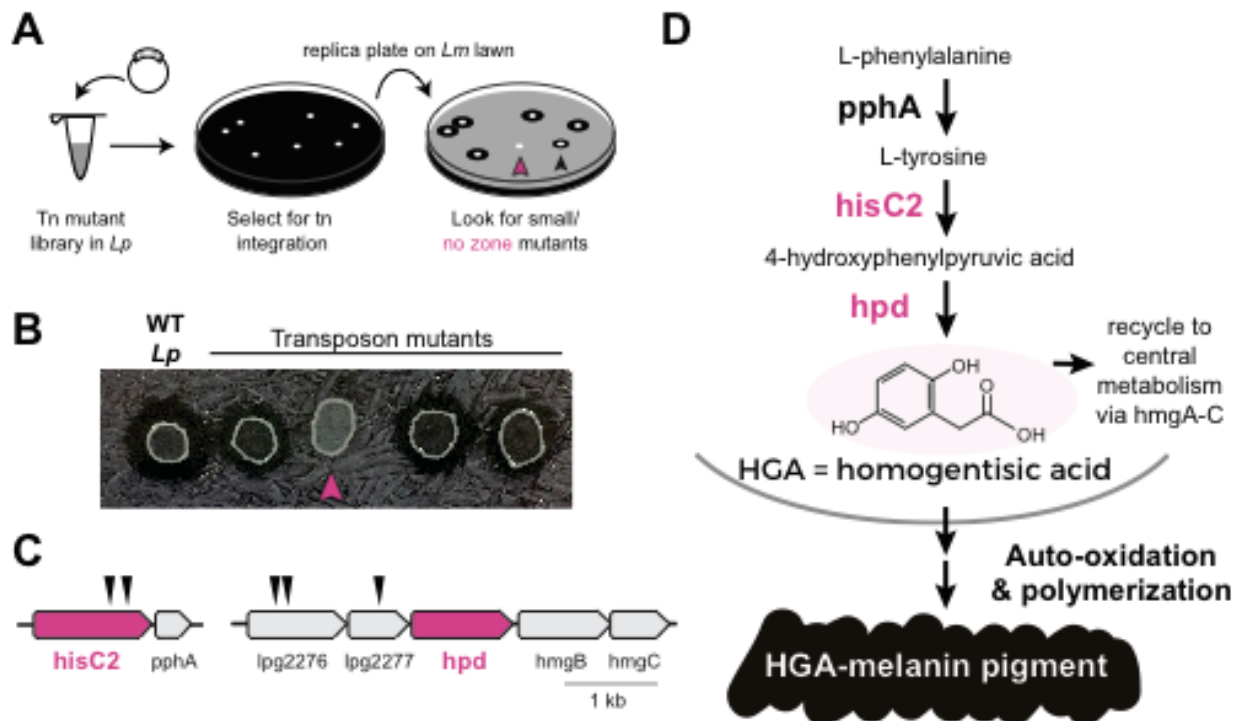 A
replica plate on Lm lawn
Tn mutant
library in Lp
Select for tn
integration
Look for small/
no zone mutants
B
WT
Lp
Transposon mutants
C
hisC2
pphA
lpg2276
lpg2277
hpd
hmgB
hmgC
1 kb
D
L-phenylalanine
pphA
L-tyrosine
hisC2
4-hydroxyphenylpyruvic acid
hpd
OH
O
HO
OH
recycle to
central
metabolism
via hmgA-C
HGA = homogentisic acid
Auto-oxidation
& polymerization
HGA-melanin pigment